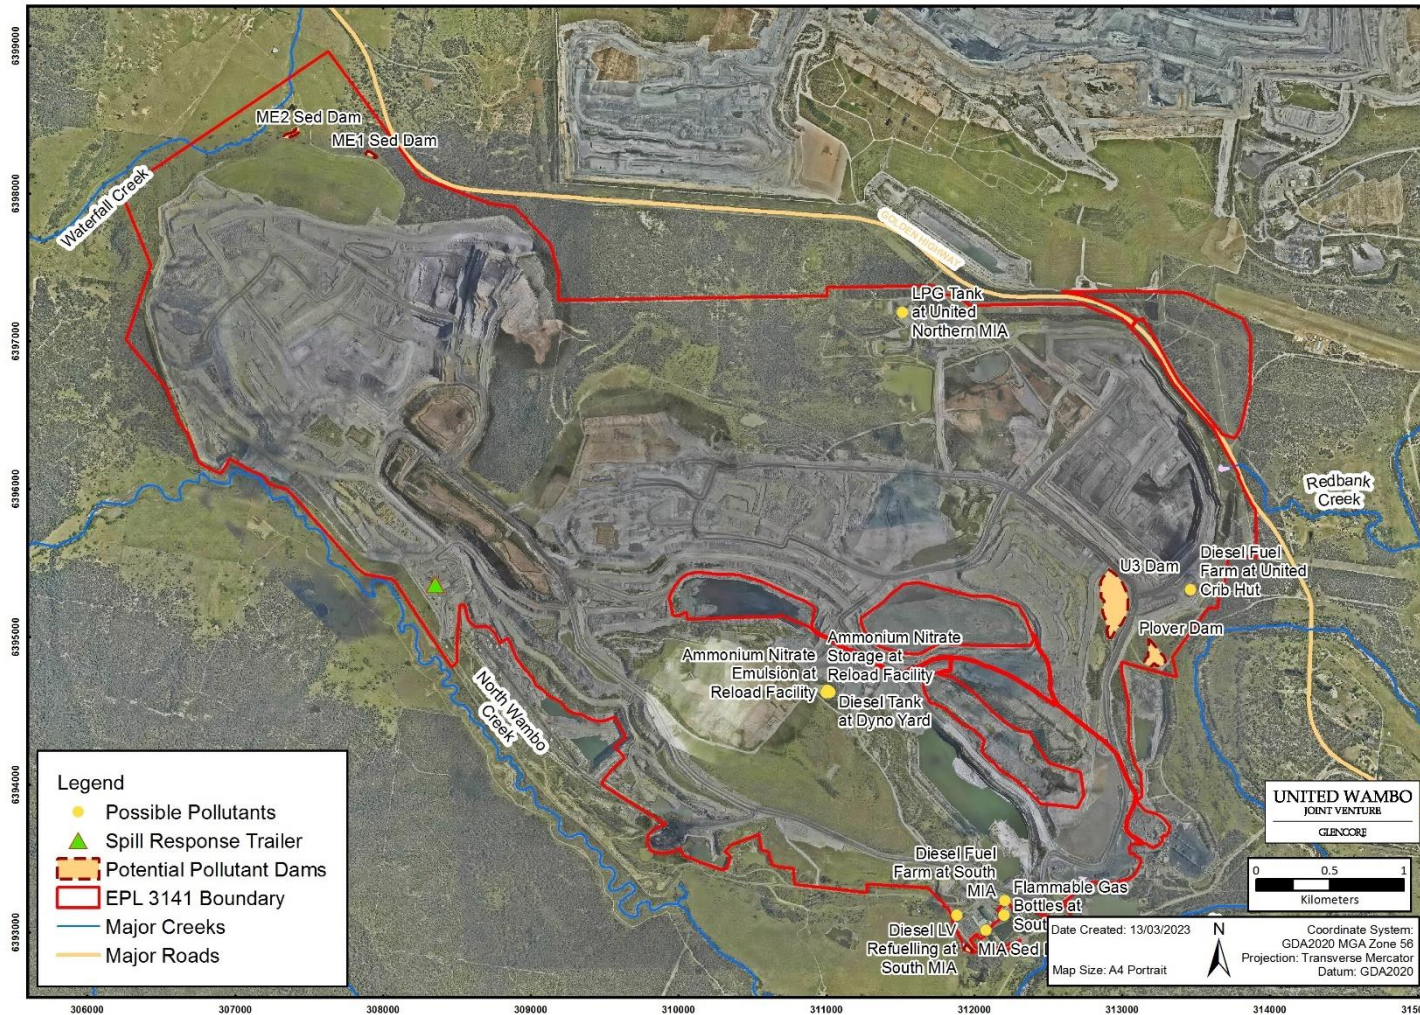 6399000
6398000
6397000
6396000
6395000
6394000
6393000
ME2 Sed Dam
ME1 Sed Dam
Waterfall Creek
GOLDEN HIGHWAY
LPG Tank
at United
Northern MIA
Redbank
Creek
U3 Dam
Diesel Fuel
Farm at United
Crib Hut
Plover Dam
Ammonium Nitrate
Storage at
Reload Facility
Ammonium Nitrate
Emulsion at
Reload Facility
Diesel Tank
at Dyno Yard
North Wambo
Creek
Diesel Fuel
Farm at South
MIA
Flammable Gas
Bottles at
Sout
Diesel LV
Refuelling at
South MIA
MIA Sed
Legend
Possible Pollutants
Spill Response Trailer
Potential Pollutant Dams
EPL 3141 Boundary
Major Creeks
Major Roads
UNITED WAMBO
JOINT VENTURE
GLENCORE
0 0.5 1
Kilometers
Date Created: 13/03/2023
Map Size: A4 Portrait
N
Coordinate System:
GDA2020 MGA Zone 56
Projection: Transverse Mercator
Datum: GDA2020
306000 307000 308000 309000 310000 311000 312000 313000 314000 315